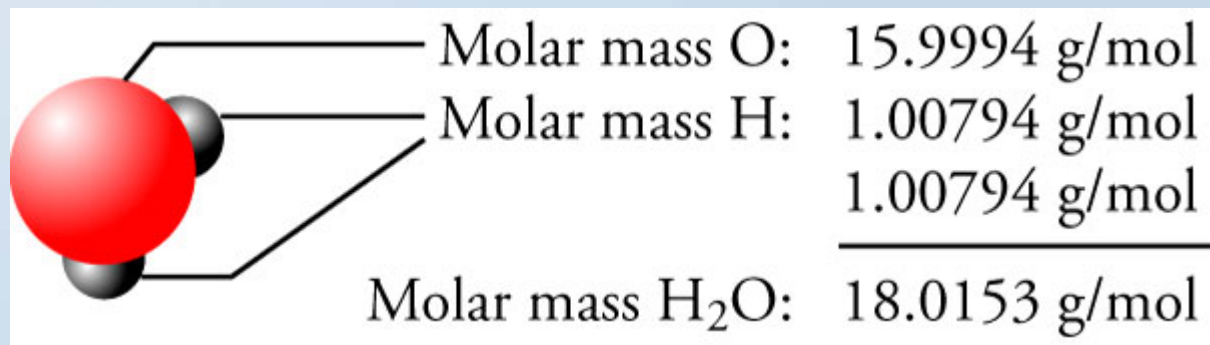 Molar mass O: 15.9994 g/mol
Molar mass H: 1.00794 g/mol
1.00794 g/mol
Molar mass H₂O: 18.0153 g/mol